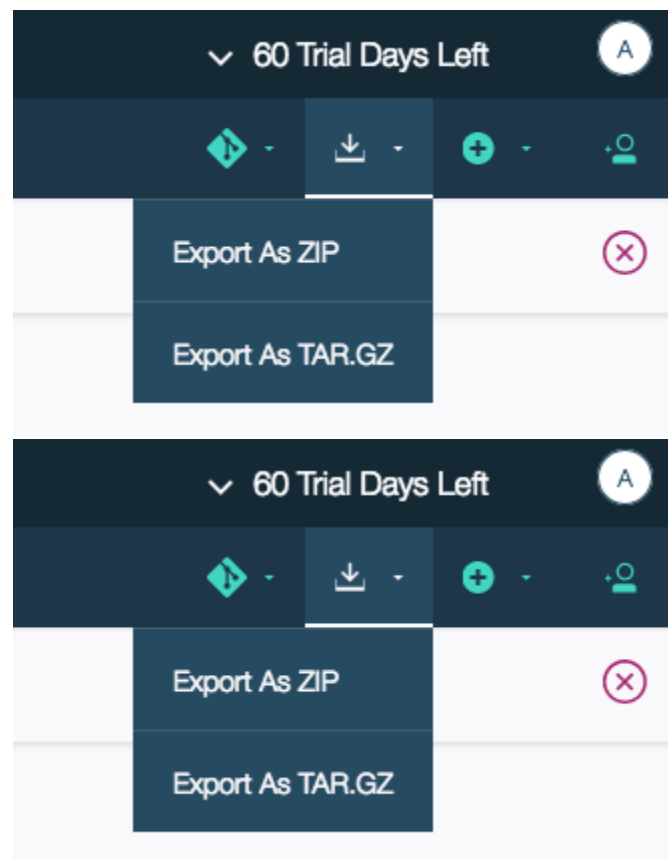 60 Trial Days Left
A
Export As ZIP
Export As TAR.GZ
60 Trial Days Left
A
Export As ZIP
Export As TAR.GZ